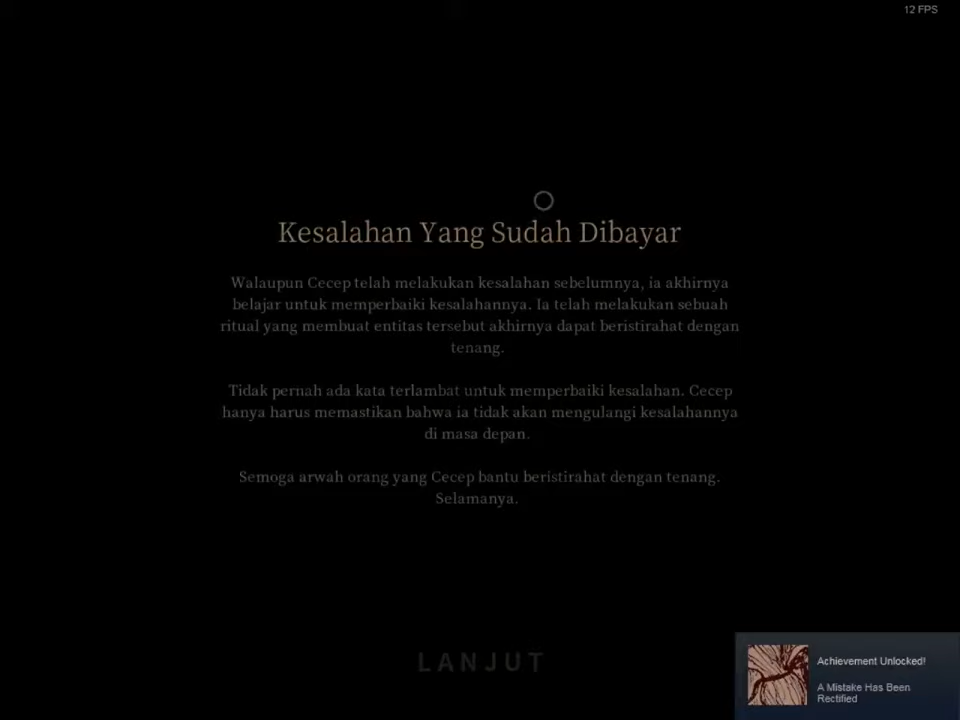 12 FPS
Kesalahan Yang Sudah Dibayar
Walaupun Cecep telah melakukan kesalahan sebelumnya, ia akhirnya
belajar untuk memperbaiki kesalahannya. Ia telah melakukan sebuah
ritual yang membuat entitas tersebut akhirnya dapat beristirahat dengan
tenang.
Tidak pernah ada kata terlambat untuk memperbaiki kesalahan. Cecep
hanya harus memastikan bahwa ia tidak akan mengulangi kesalahannya
di masa depan.
Semoga arwah orang yang Cecep bantu beristirahat dengan tenang.
Selamanya.
LANJUT
Achievement Unlocked!
A Mistake Has Been
Rectified